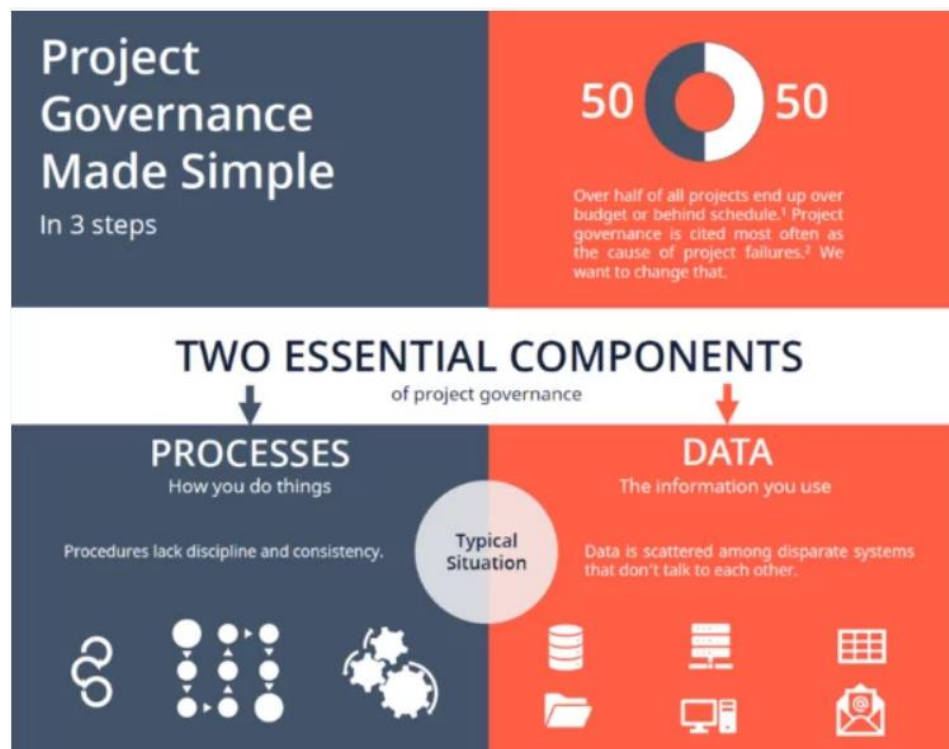 Project
Governance
Made Simple
In 3 steps
50
50
Over half of all projects end up over
budget or behind schedule.¹ Project
governance is cited most often as
the cause of project failures.² We
want to change that.
TWO ESSENTIAL COMPONENTS
of project governance
PROCESSES
How you do things
Procedures lack discipline and consistency.
Typical
Situation
DATA
The information you use
Data is scattered among disparate systems
that don't talk to each other.
@